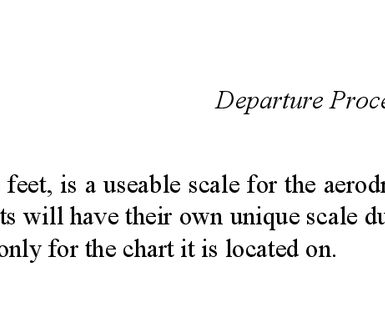 Departure Proce
feet, is a useable scale for the aerodr
ts will have their own unique scale du
only for the chart it is located on.